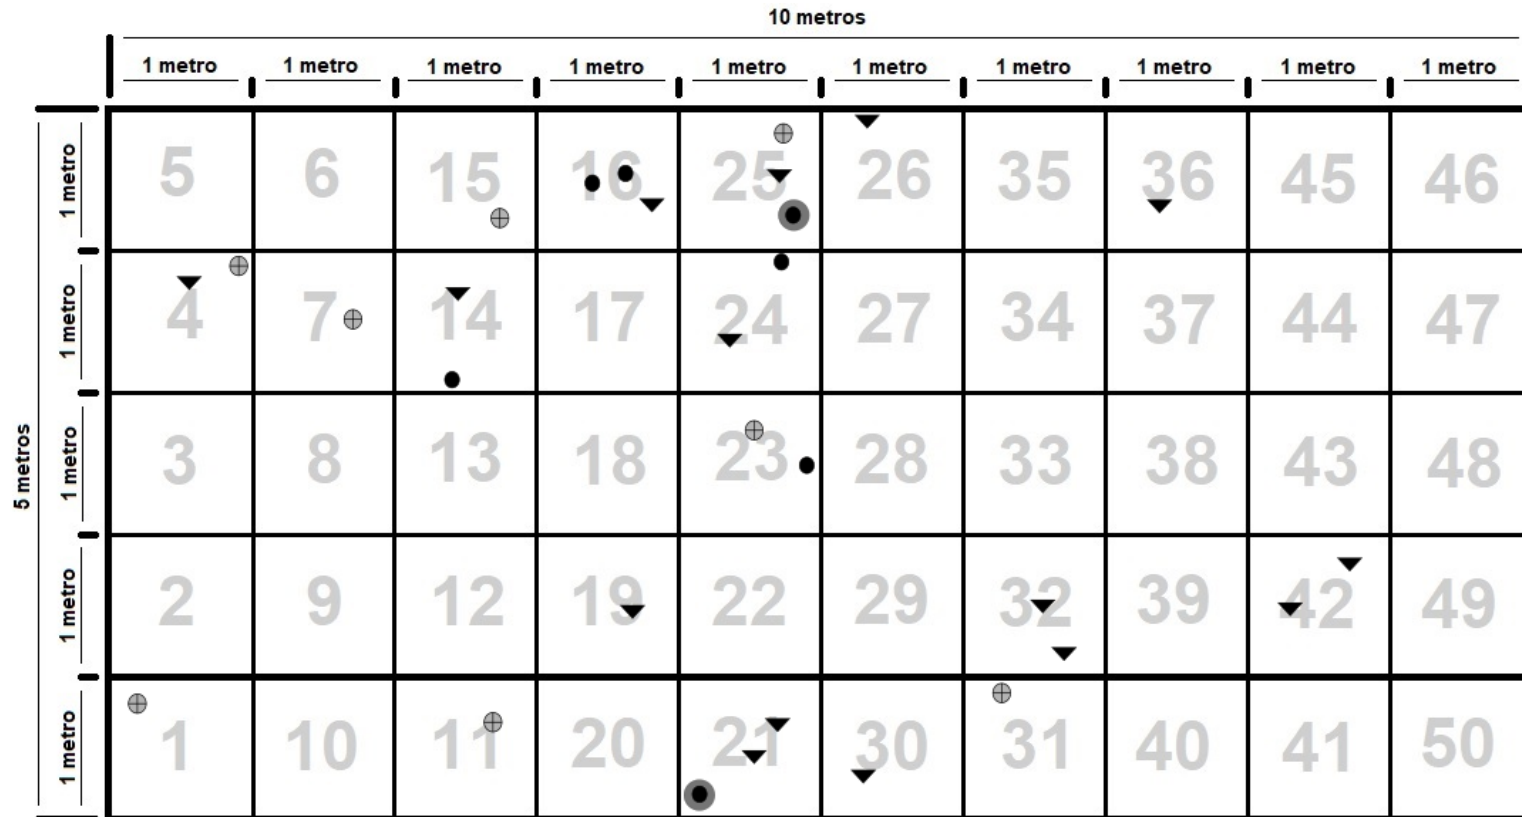 10 metros
1 metro 1 metro 1 metro 1 metro 1 metro 1 metro 1 metro 1 metro 1 metro 1 metro
5 metros
1 metro
5 6 15 16 25 26 35 36 45 46
1 metro
4 7 14 17 24 27 34 37 44 47
1 metro
3 8 13 18 23 28 33 38 43 48
1 metro
2 9 12 19 22 29 32 39 42 49
1 metro
1 10 11 20 21 30 31 40 41 50